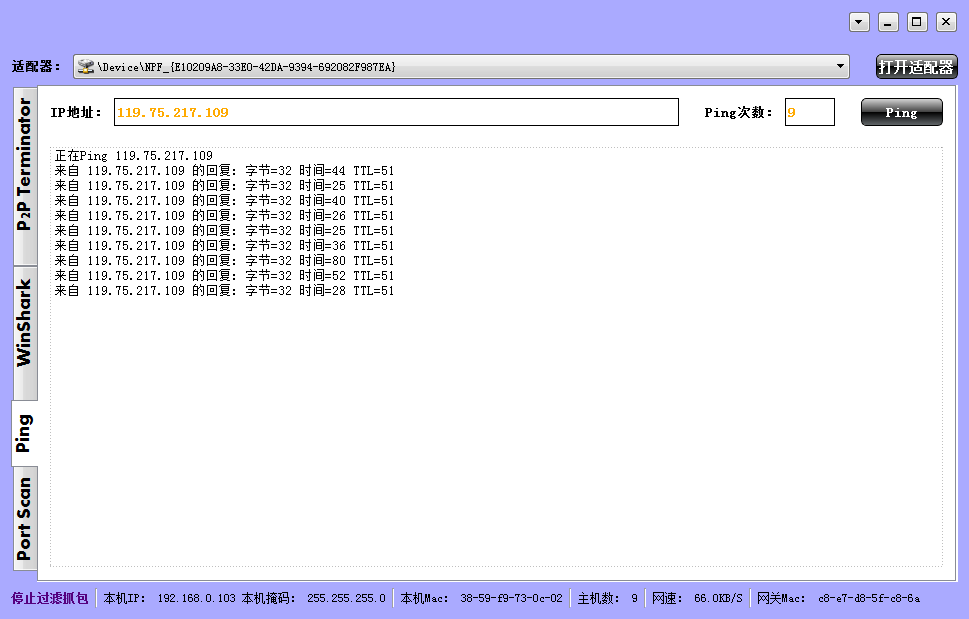 适配器： \Device\NPF_{E10209A8-33E0-42DA-9394-692082F987EA} 打开适配器
P2P Terminator
WinShark
Ping
Port Scan
IP地址： 119.75.217.109 Ping次数： 9 Ping
正在Ping 119.75.217.109
来自 119.75.217.109 的回复：字节=32 时间=44 TTL=51
来自 119.75.217.109 的回复：字节=32 时间=25 TTL=51
来自 119.75.217.109 的回复：字节=32 时间=40 TTL=51
来自 119.75.217.109 的回复：字节=32 时间=26 TTL=51
来自 119.75.217.109 的回复：字节=32 时间=25 TTL=51
来自 119.75.217.109 的回复：字节=32 时间=36 TTL=51
来自 119.75.217.109 的回复：字节=32 时间=80 TTL=51
来自 119.75.217.109 的回复：字节=32 时间=52 TTL=51
来自 119.75.217.109 的回复：字节=32 时间=28 TTL=51
停止过滤抓包 本机IP： 192.168.0.103 本机掩码： 255.255.255.0 本机Mac： 38-59-f9-73-0c-02 主机数： 9 网速： 66.0KB/S 网关Mac： c8-e7-d8-5f-c8-6a